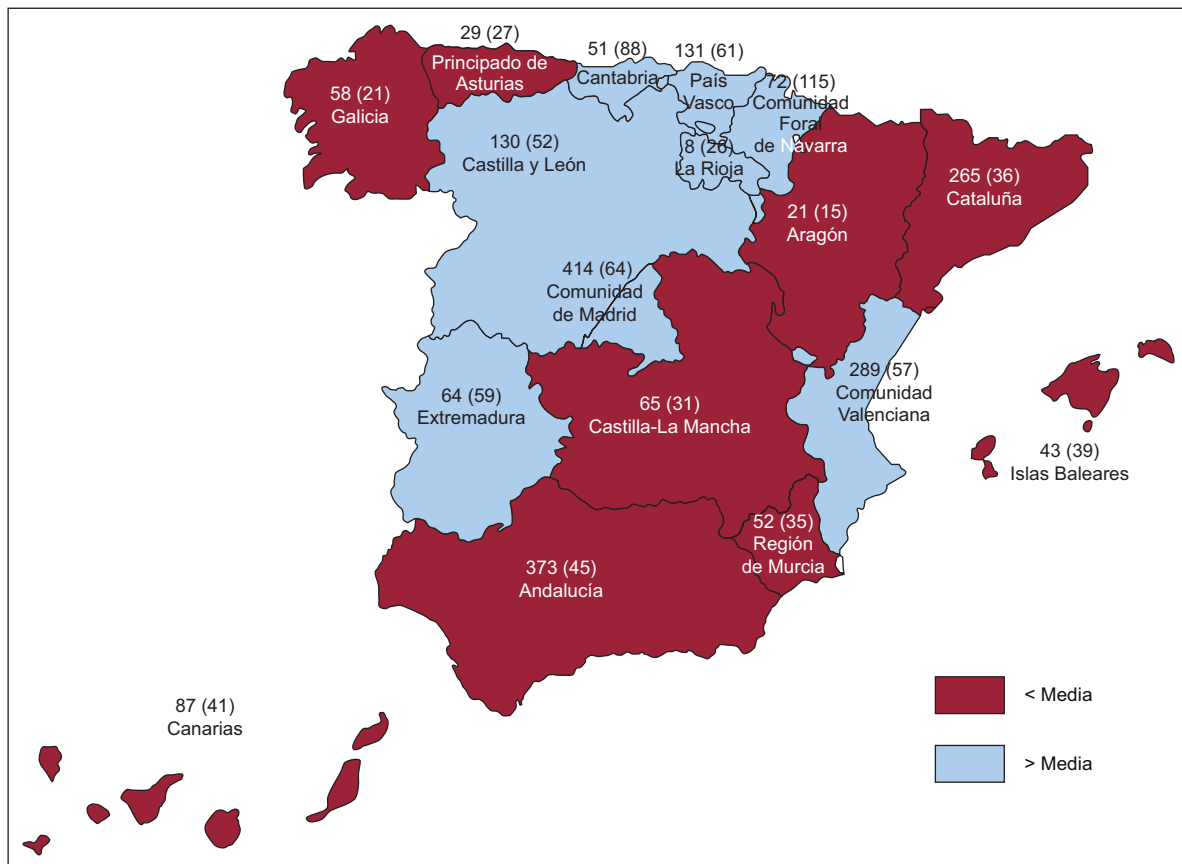 29 (27)
Principado de
Asturias
51 (88)
Cantabria
131 (61)
País
Vasco
72 (115)
Comunidad
Foral
de Navarra
58 (21)
Galicia
130 (52)
Castilla y León
8 (26)
La Rioja
265 (36)
Cataluña
21 (15)
Aragón
414 (64)
Comunidad
de Madrid
289 (57)
Comunidad
Valenciana
64 (59)
Extremadura
65 (31)
Castilla-La Mancha
43 (39)
Islas Baleares
52 (35)
Región
de Murcia
373 (45)
Andalucía
87 (41)
Canarias
< Media
> Media